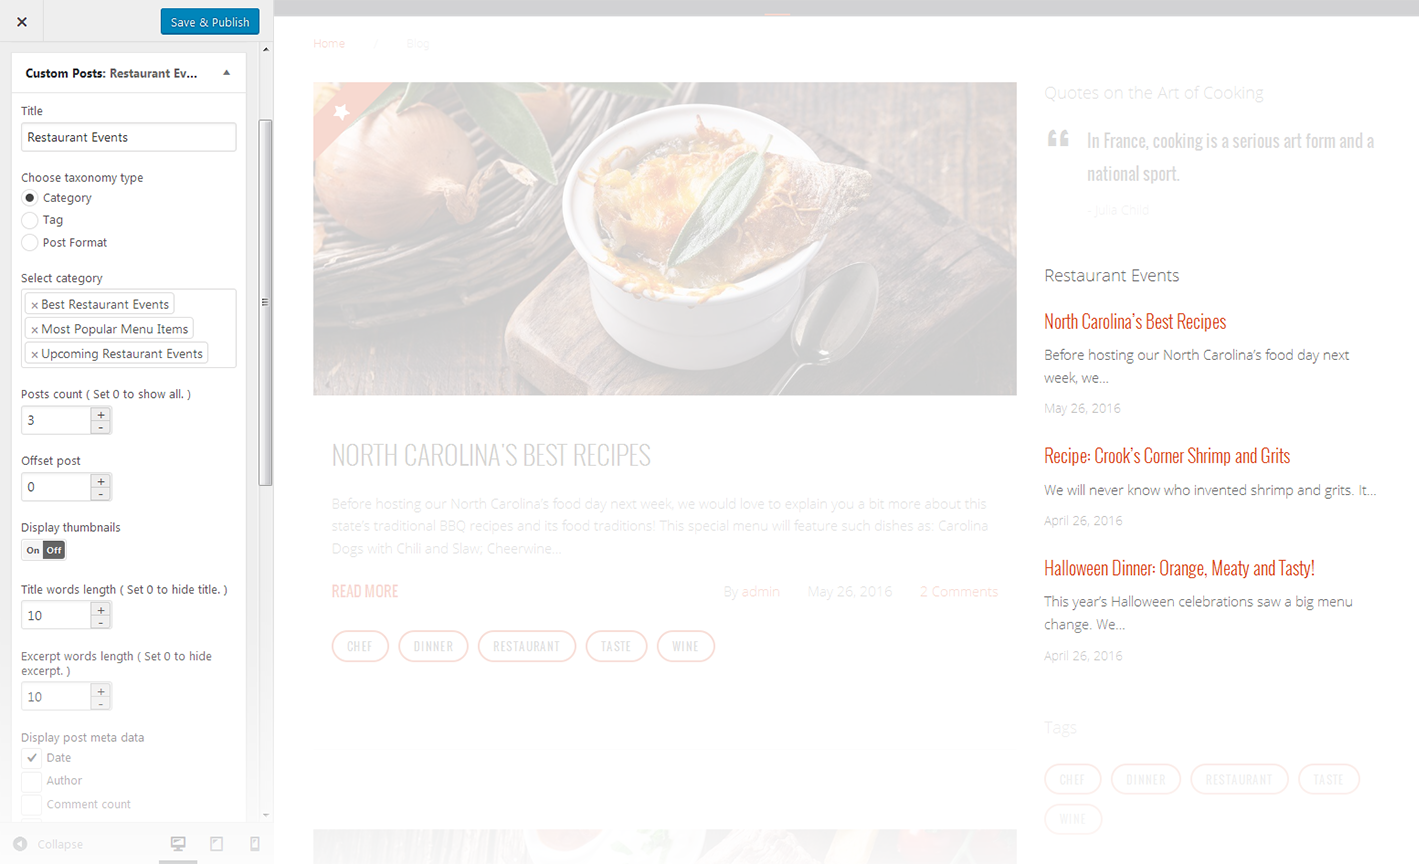 Save & Publish
Custom Posts: Restaurant Ev...
Title
Restaurant Events
Choose taxonomy type
Category
Tag
Post Format
Select category
× Best Restaurant Events
× Most Popular Menu Items
× Upcoming Restaurant Events
Posts count ( Set 0 to show all. )
3
Offset post
0
Display thumbnails
On Off
Title words length ( Set 0 to hide title. )
10
Excerpt words length ( Set 0 to hide
excerpt. )
10
Display post meta data
Date
Author
Comment count
Collapse
Home / Blog
NORTH CAROLINA'S BEST RECIPES
Before hosting our North Carolina's food day next week, we would love to explain you a bit more about this
state's traditional BBQ recipes and its food traditions! This special menu will feature such dishes as: Carolina
Dogs with Chill and Slaw; Cheerwine...
READ MORE
By admin May 26, 2016 2 Comments
CHEF DINNER RESTAURANT TASTE WINE
Quotes on the Art of Cooking
“ In France, cooking is a serious art form and a
national sport.
- Julia Child
Restaurant Events
North Carolina's Best Recipes
Before hosting our North Carolina's food day next
week, we...
May 26, 2016
Recipe: Crook's Corner Shrimp and Grits
We will never know who invented shrimp and grits. It...
April 26, 2016
Halloween Dinner: Orange, Meaty and Tasty!
This year's Halloween celebrations saw a big menu
change. We...
April 26, 2016
Tags
CHEF DINNER RESTAURANT TASTE
WINE